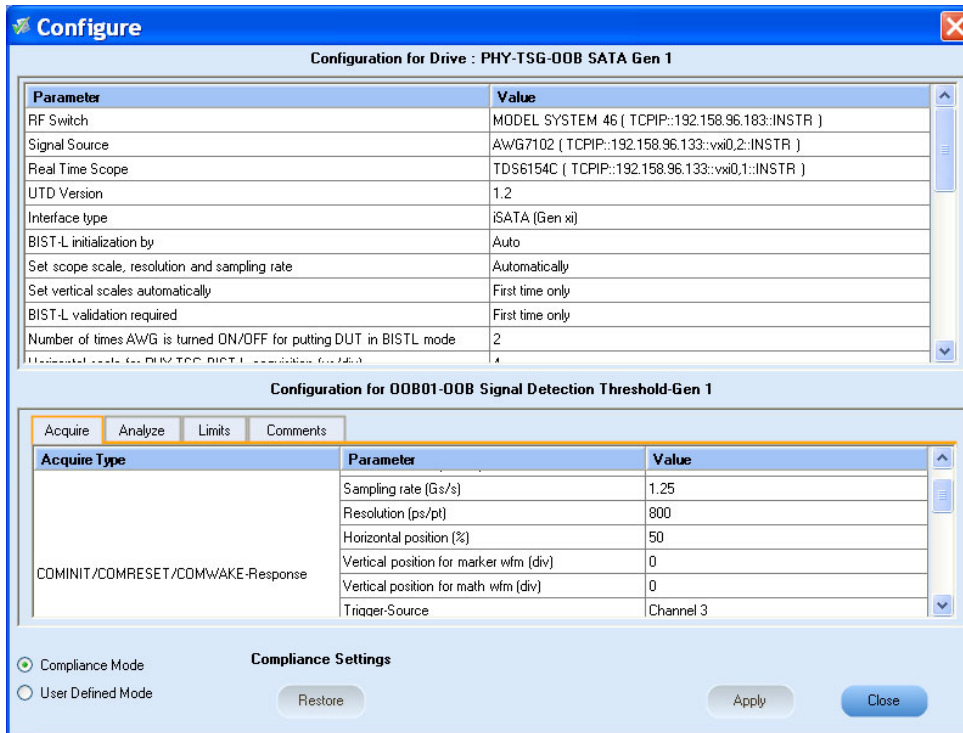 Configure
Configuration for Drive : PHY-TSG-OOB SATA Gen 1
Parameter Value
RF Switch MODEL SYSTEM 46 ( TCPIP::192.158.96.183::INSTR )
Signal Source AWG7102 ( TCPIP::192.158.96.133::vxi0,2::INSTR )
Real Time Scope TDS6154C ( TCPIP::192.158.96.133::vxi0,1::INSTR )
UTD Version 1.2
Interface type iSATA (Gen xi)
BIST-L initialization by Auto
Set scope scale, resolution and sampling rate Automatically
Set vertical scales automatically First time only
BIST-L validation required First time only
Number of times AWG is turned ON/OFF for putting DUT in BISTL mode 2
Configuration for OOB01-OOB Signal Detection Threshold-Gen 1
Acquire Analyze Limits Comments
Acquire Type Parameter Value
Sampling rate (Gs/s) 1.25
Resolution (ps/pt) 800
Horizontal position (%) 50
Vertical position for marker wfm (div) 0
COMINIT/COMRESET/COMWAKE-Response
Vertical position for math wfm (div) 0
Trigger-Source Channel 3
Compliance Mode
Compliance Settings
User Defined Mode
Restore Apply Close